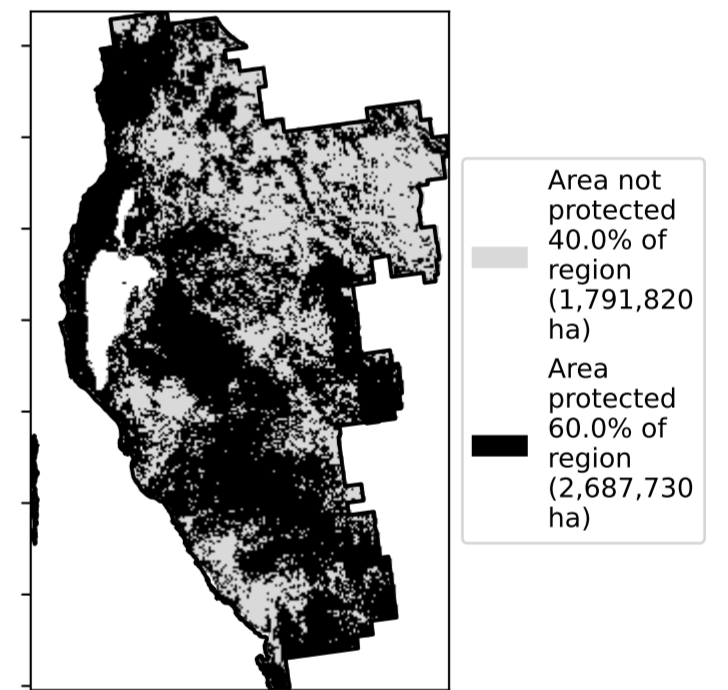 Area not
protected
40.0% of
region
(1,791,820
ha)
Area
protected
60.0% of
region
(2,687,730
ha)